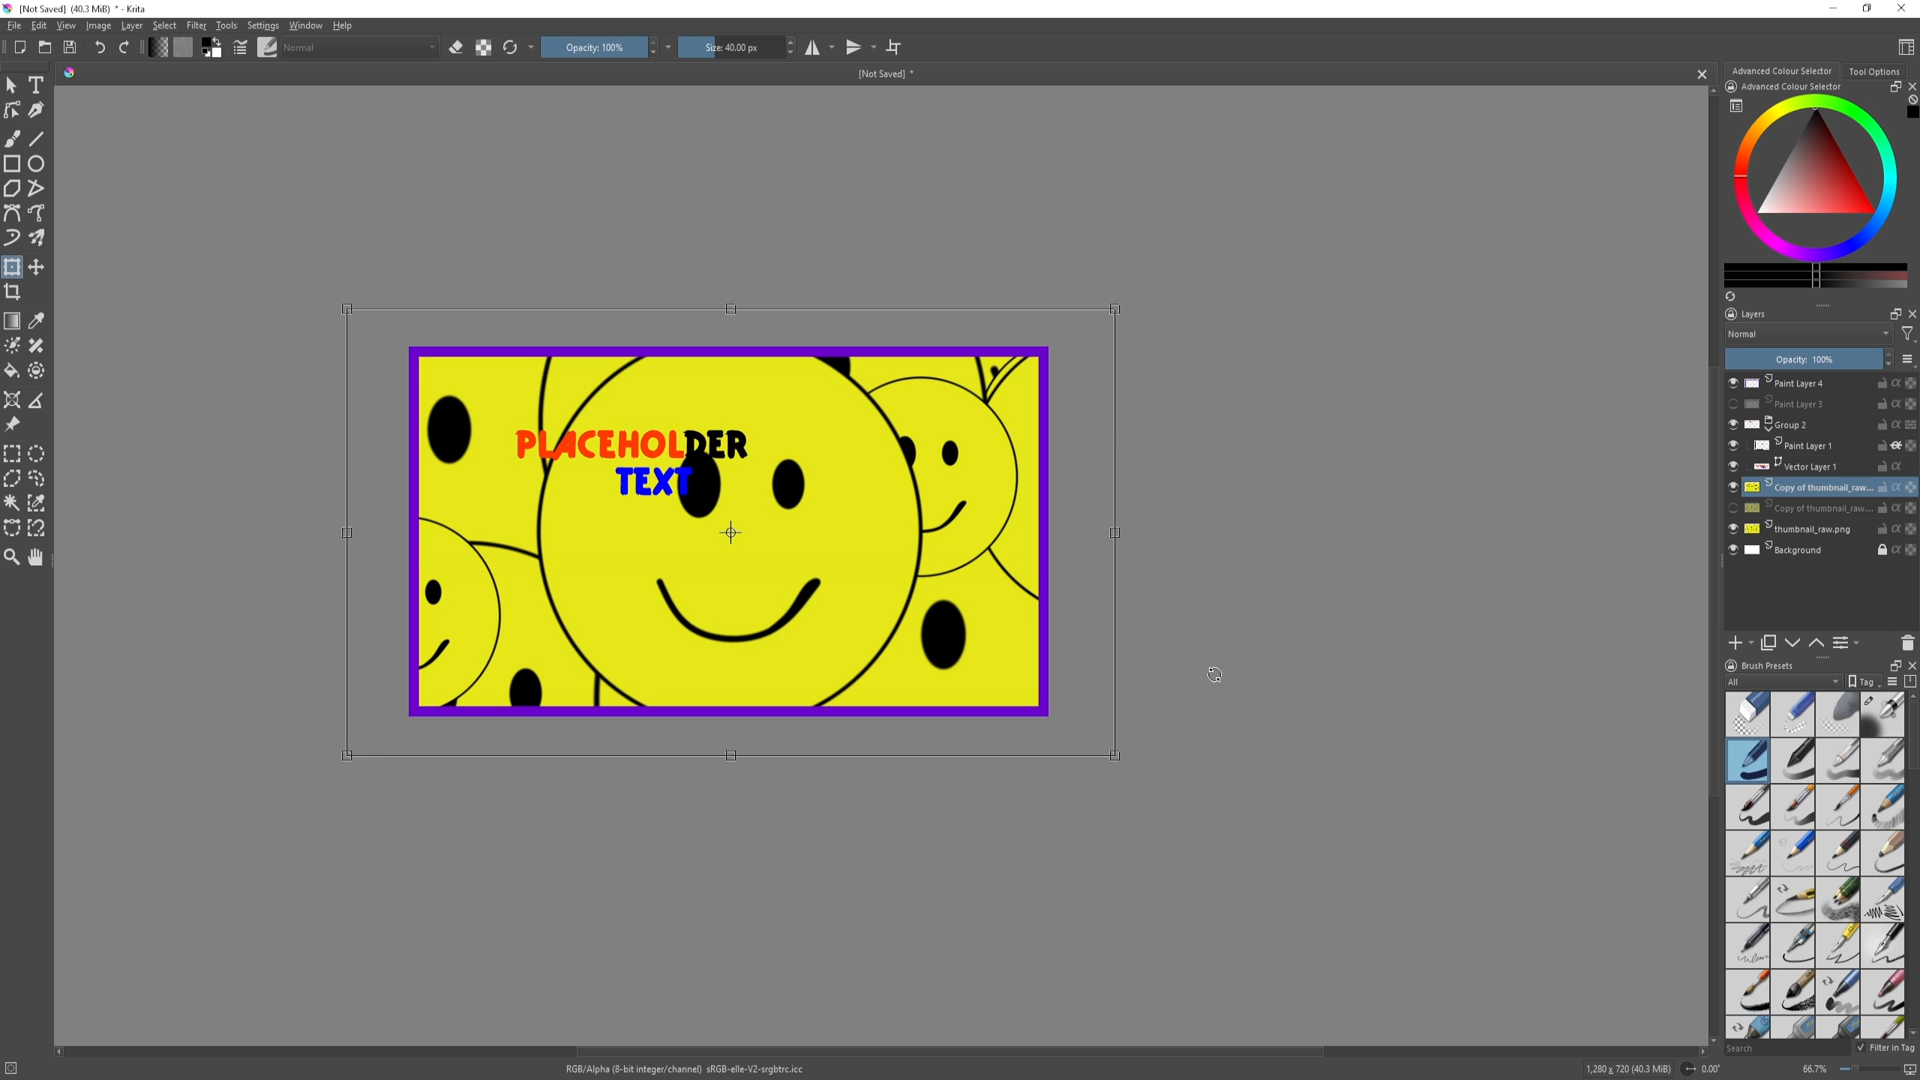 [Not Saved] (40.3 MiB) * - Krita
File Edit View Image Layer Select Filter Tools Settings Window Help
Normal
Opacity: 100%
Size: 40.00 px
[Not Saved] *
Advanced Colour Selector
Tool Options
Advanced Colour Selector
PLACEHOLDER
TEXT
Layers
Normal
Opacity: 100%
Paint Layer 4
Paint Layer 3
Group 2
Paint Layer 1
Vector Layer 1
Copy of thumbnail_raw...
Copy of thumbnail_raw...
thumbnail_raw.png
Background
Brush Presets
All
Tag
Search
Filter in Tag
RGB/Alpha (8-bit integer/channel) sRGB-elle-V2-srgbtrc.icc
1,280 x 720 (40.3 MiB)
0.00°
66.7%